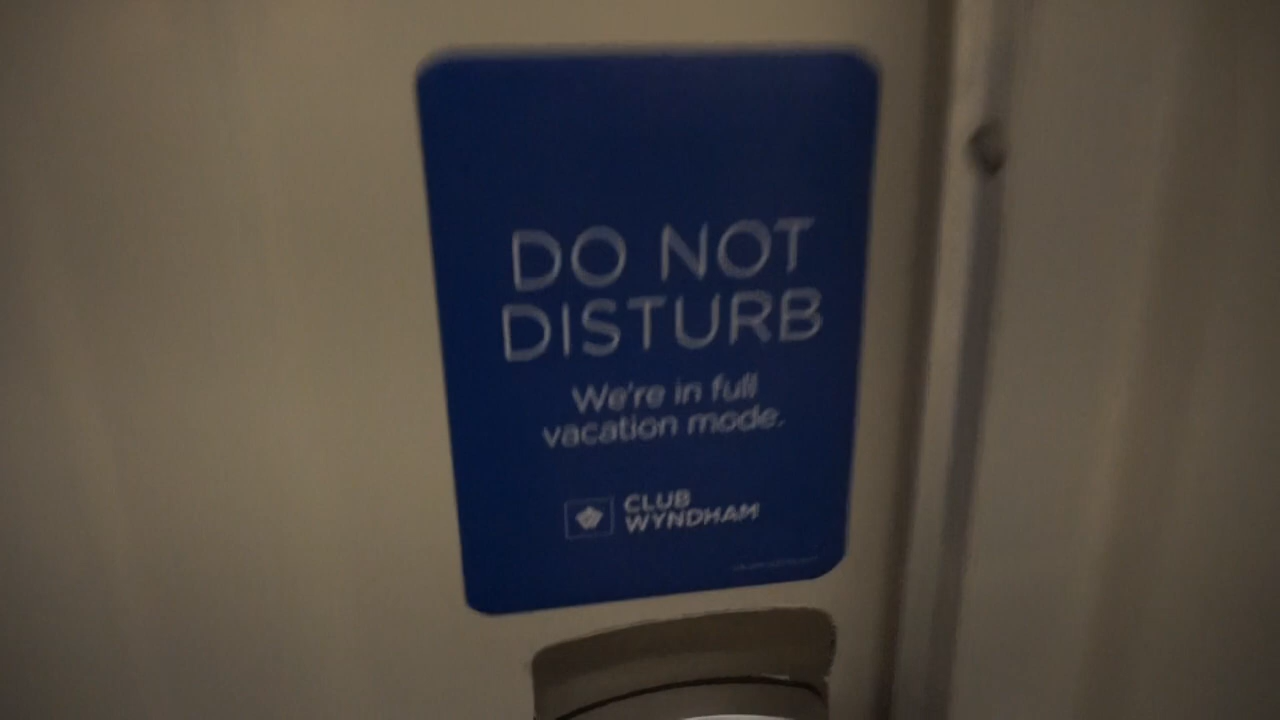 DO NOT
DISTURB
We're in full
vacation mode.
CLUB
WYNDHAM